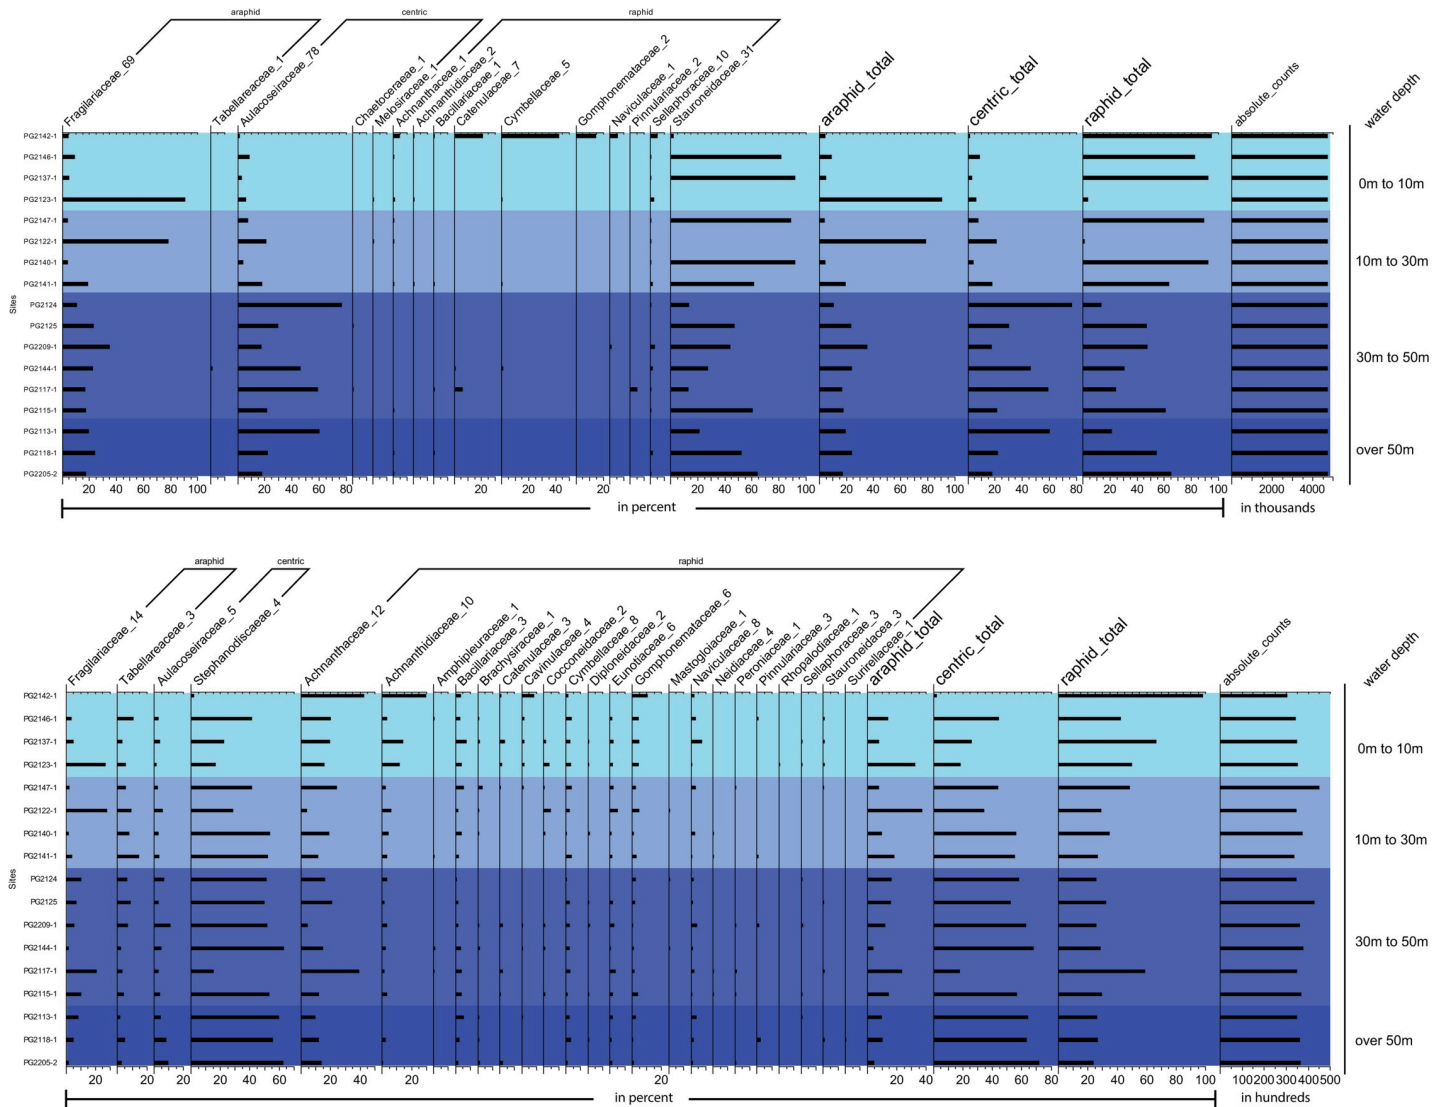 araphid
centric
raphid
Fragilariaceae_69
Tabellareaceae_1
Aulacoseiraceae_78
Chaetoceraeae_1
Melosiraceae_1
Achnanthaceae_1
Achnanthidiaceae_2
Bacillariaceae_1
Catenulaceae_7
Cymbellaceae_5
Gomphonemataceae_2
Naviculaceae_1
Pinnulariaceae_2
Sellaphoraceae_10
Stauroneidaceae_31
araphid_total
centric_total
raphid_total
absolute_counts
water depth
PG2142-1
PG2146-1
PG2137-1
PG2123-1
0m to 10m
PG2147-1
PG2122-1
PG2140-1
PG2141-1
10m to 30m
Sites
PG2124
PG2125
PG2209-1
PG2144-1
PG2117-1
PG2115-1
30m to 50m
PG2113-1
PG2118-1
PG2205-2
over 50m
20 40 60 80 100 20 40 60 80 20 20 20 40 60 80 100 20 40 60 80 100 20 40 60 80 20 40 60 80 100 2000 4000
in percent
in thousands
araphid
centric
raphid
Fragilariaceae_14
Tabellareaceae_3
Aulacoseiraceae_5
Stephanodiscaeae_4
Achnanthaceae_12
Achnanthidiaceae_10
Amphipleuraceae_1
Bacillariaceae_3
Brachysiraceae_1
Catenulaceae_3
Cavinulaceae_4
Cocconeidaceae_2
Cymbellaceae_8
Diploneidaceae_2
Eunotiaceae_6
Gomphonemataceae_6
Mastogloiaceae_1
Naviculaceae_8
Neidiaceae_4
Peroniaceae_1
Pinnulariaceae_3
Rhopalodiaceae_1
Sellaphoraceae_3
Stauroneidacea_3
Surirellaceae_1
araphid_total
centric_total
raphid_total
absolute_counts
water depth
PG2142-1
PG2146-1
PG2137-1
PG2123-1
0m to 10m
PG2147-1
PG2122-1
PG2140-1
PG2141-1
10m to 30m
Sites
PG2124
PG2125
PG2209-1
PG2144-1
PG2117-1
PG2115-1
30m to 50m
PG2113-1
PG2118-1
PG2205-2
over 50m
20 20 20 20 40 60 20 40 20 20 20 40 20 40 60 80 20 40 60 80 100 100 200 300 400 500
in percent
in hundreds